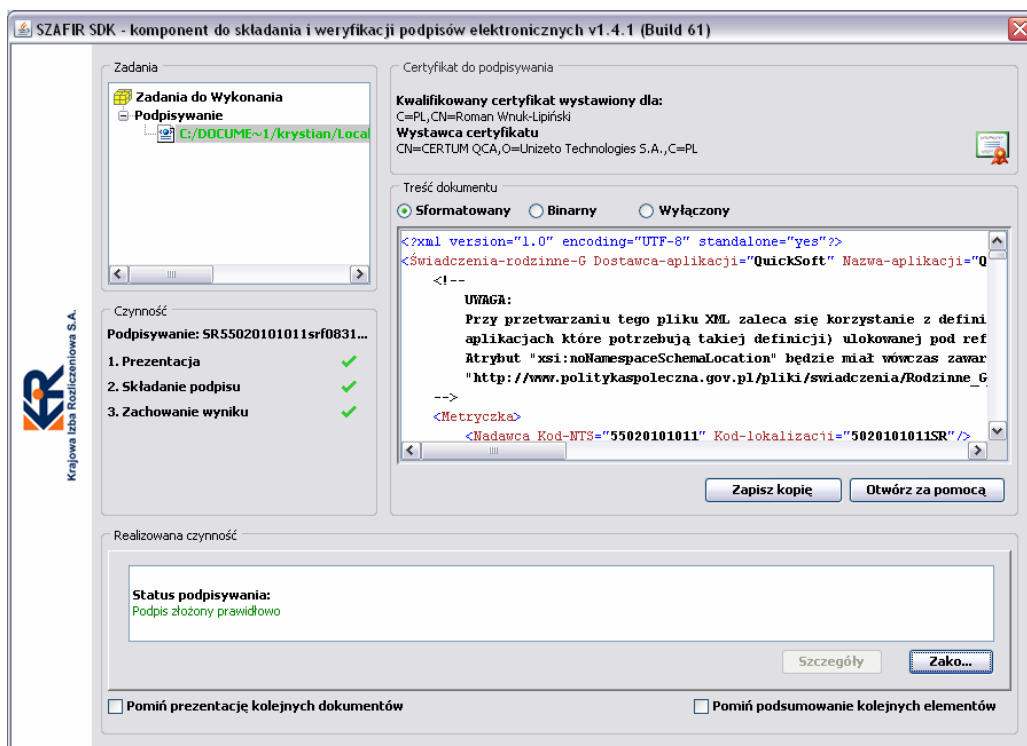 SZAFIR SDK - komponent do składania i weryfikacji podpisów elektronicznych v1.4.1 (Build 61)
Zadania
Zadania do Wykonania
Podpisywanie
C:/DOCUME~1/krystian/Local
Czynność
Podpisywanie: SR55020101011srf0831...
1. Prezentacja
2. Składanie podpisu
3. Zachowanie wyniku
KIR
Krajowa Izba Rozliczeniowa S.A.
Certyfikat do podpisywania
Kwalifikowany certyfikat wystawiony dla:
C=PL,CN=Roman Wnuk-Lipiński
Wystawca certyfikatu
CN=CERTUM QCA,O=Unizeto Technologies S.A.,C=PL
Treść dokumentu
Sformatowany Binarny Wyłączony
<?xml version="1.0" encoding="UTF-8" standalone="yes"?>
<Świadczenia-rodzinne-G Dostawca-aplikacji="QuickSoft" Nazwa-aplikacji="Q
<!--
UWAGA:
Przy przetwarzaniu tego pliku XML zaleca się korzystanie z defini
aplikacjach które potrzebują takiej definicji) ulokowanej pod ref
Atrybut "xsi:noNamespaceSchemaLocation" będzie miał wówczas zawar
"http://www.politykaspoleczna.gov.pl/pliki/swiadczenia/Rodzinne_G
-->
<Metryczka>
<Nadawca Kod-NTS="55020101011" Kod-lokalizacji="5020101011SR"/>
Zapisz kopię Otwórz za pomocą
Realizowana czynność
Status podpisywania:
Podpis złożony prawidłowo
Szczegóły Zako...
Pomiń prezentację kolejnych dokumentów Pomiń podsumowanie kolejnych elementów